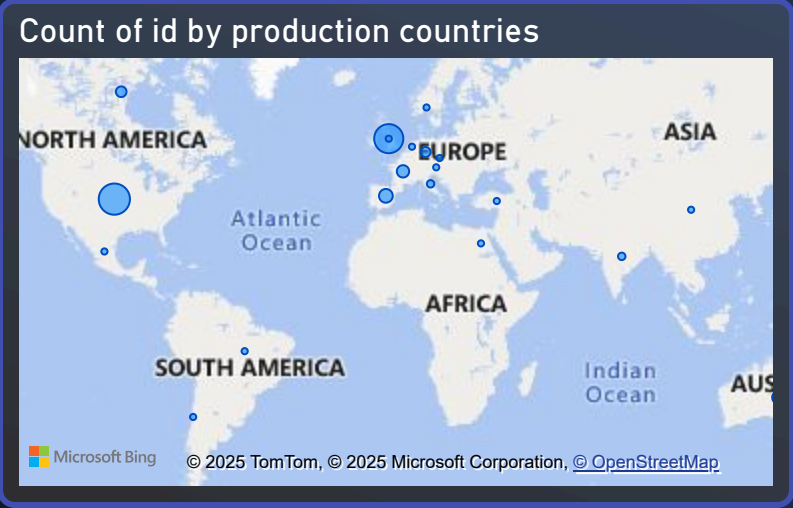 Count of id by production countries
NORTH AMERICA
EUROPE
ASIA
Atlantic
Ocean
AFRICA
SOUTH AMERICA
Indian
Ocean
AUS
Microsoft Bing
© 2025 TomTom, © 2025 Microsoft Corporation, © OpenStreetMap